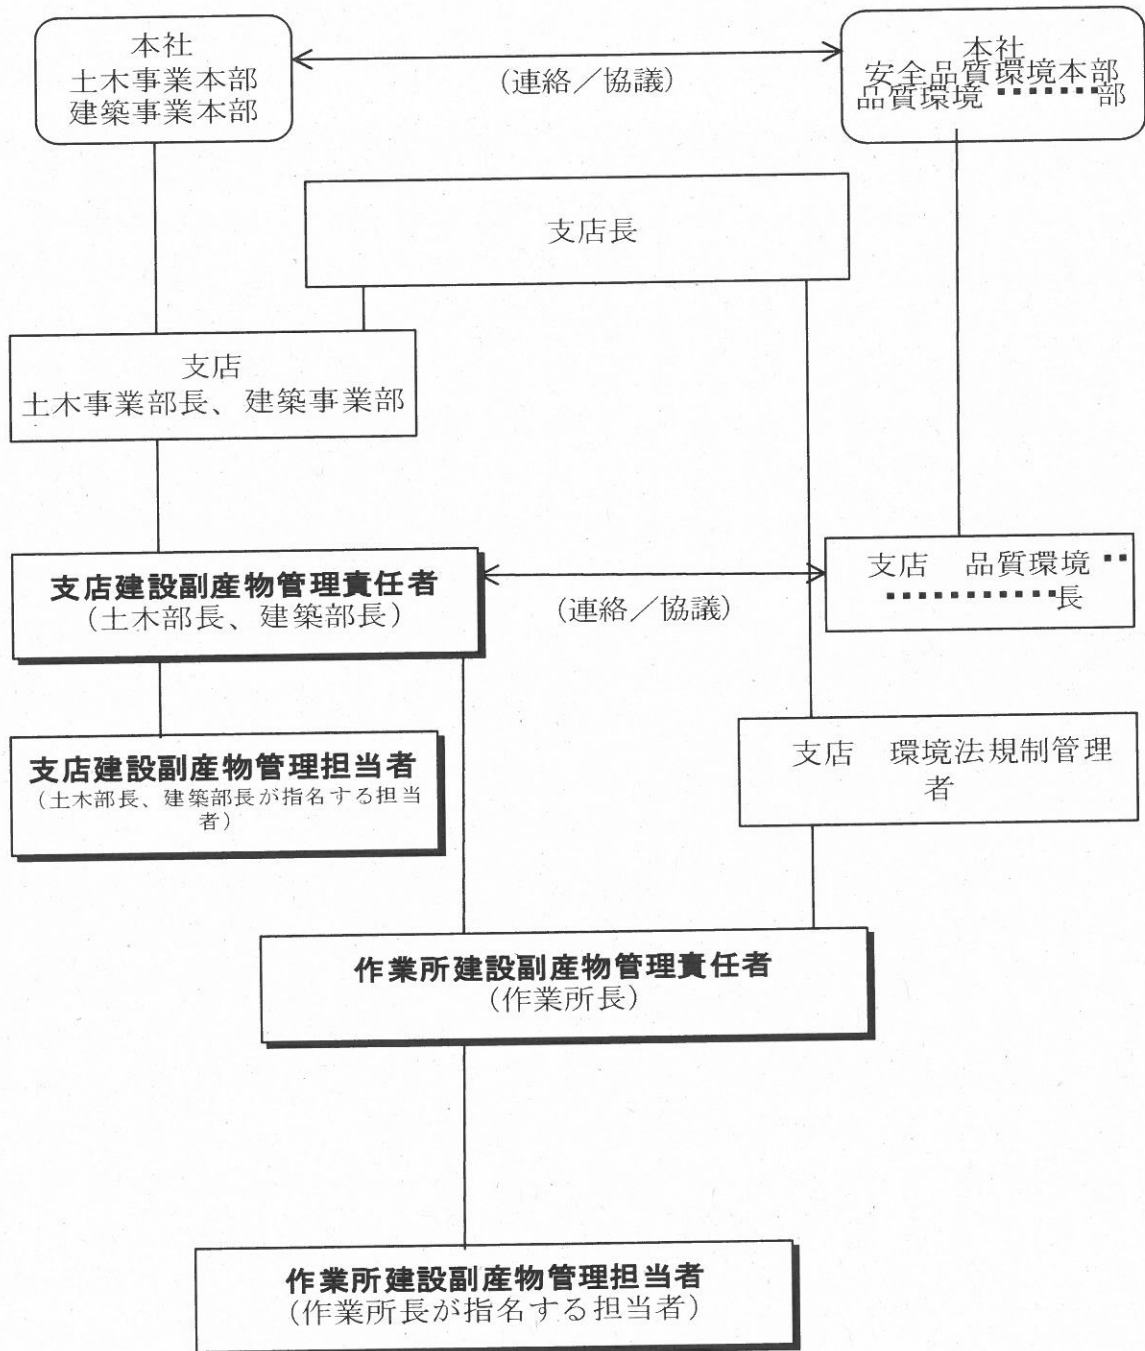 本社
土木事業本部
建築事業本部
(連絡／協議)
本社
安全品質環境本部
品質環境 部
支店長
支店
土木事業部長、建築事業部
支店建設副産物管理責任者
(土木部長、建築部長)
(連絡／協議)
支店　品質環境
長
支店建設副産物管理担当者
(土木部長、建築部長が指名する担当
者)
支店　環境法規制管理
者
作業所建設副産物管理責任者
(作業所長)
作業所建設副産物管理担当者
(作業所長が指名する担当者)